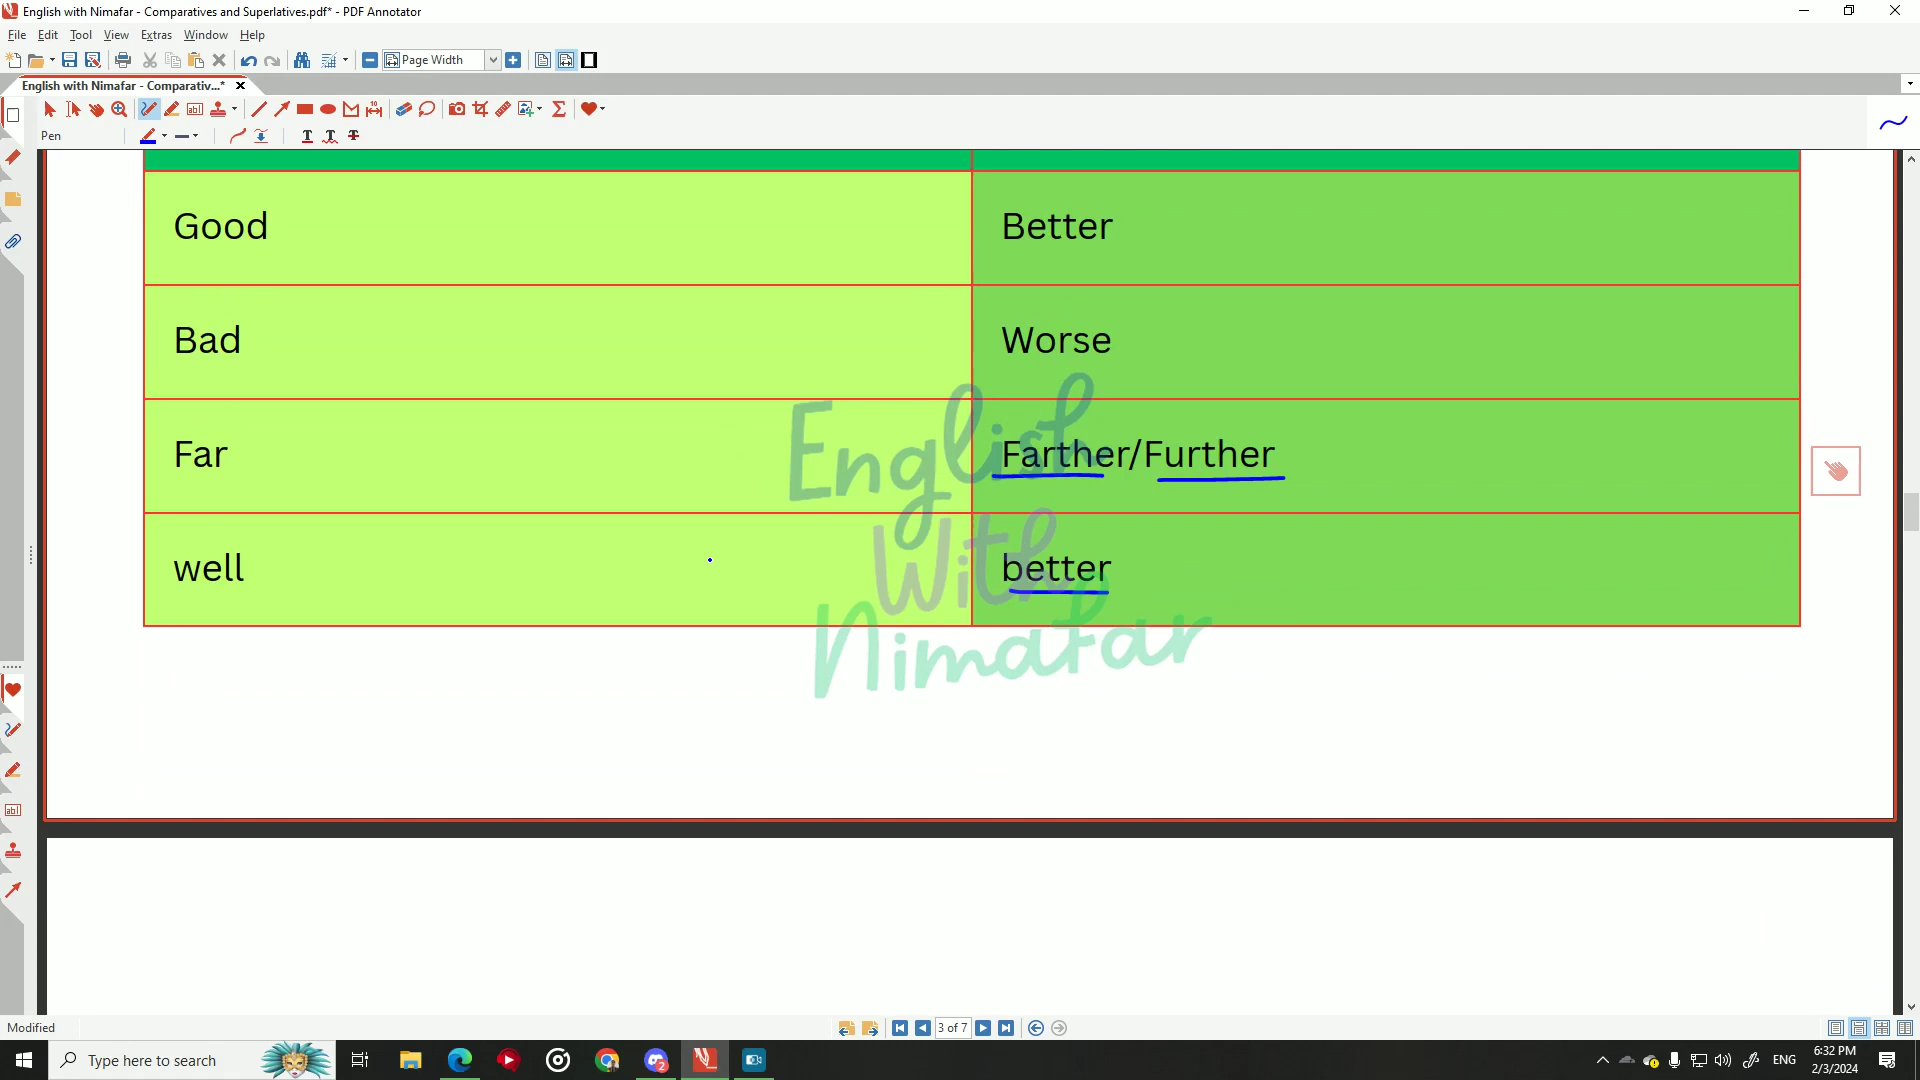 English with Nimafar - Comparatives and Superlatives.pdf* - PDF Annotator
File Edit Tool View Extras Window Help
Page Width
English with Nimafar - Comparativ...*
Pen
Good Better
Bad Worse
Far Farther/Further
well better
English
With
Nimafar
Modified
3 of 7
Type here to search
2
ENG
6:32 PM
2/3/2024